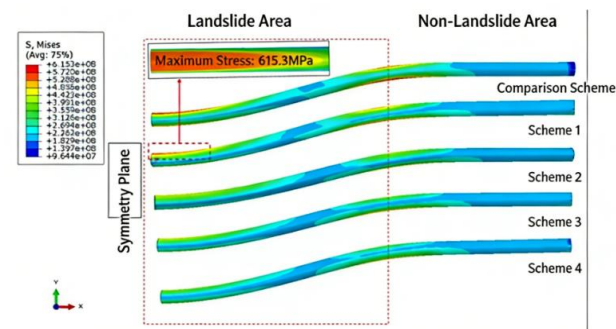 Landslide Area
Non-Landslide Area
S, Mises
(Avg: 75%)
+6.153e+08
+5.720e+08
+5.288e+08
+4.856e+08
+4.423e+08
+3.991e+08
+3.559e+08
+3.126e+08
+2.694e+08
+2.262e+08
+1.829e+08
+1.397e+08
+9.644e+07
Maximum Stress: 615.3MPa
Comparison Scheme
Scheme 1
Scheme 2
Scheme 3
Scheme 4
Symmetry Plane
Y
X